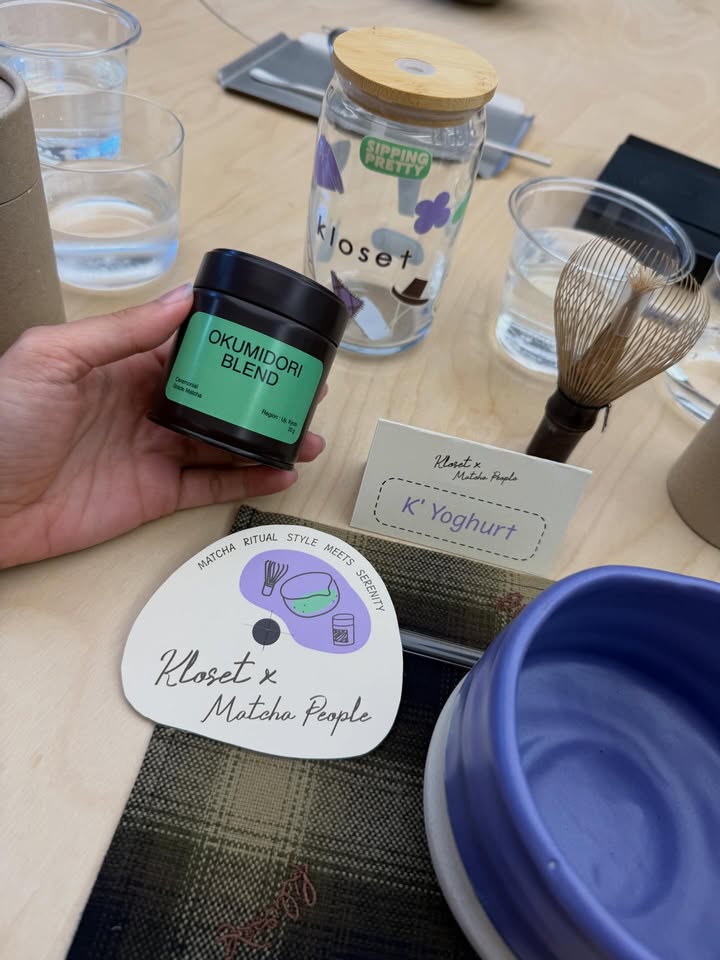 SIPPING
PRETTY
kloset
OKUMIDORI
BLEND
Ceremonial
Grade Matcha
Region : Uji, Kyoto
Kloset x
Matcha People
K' Yoghurt
MATCHA RITUAL STYLE MEETS SERENITY
Kloset x
Matcha People